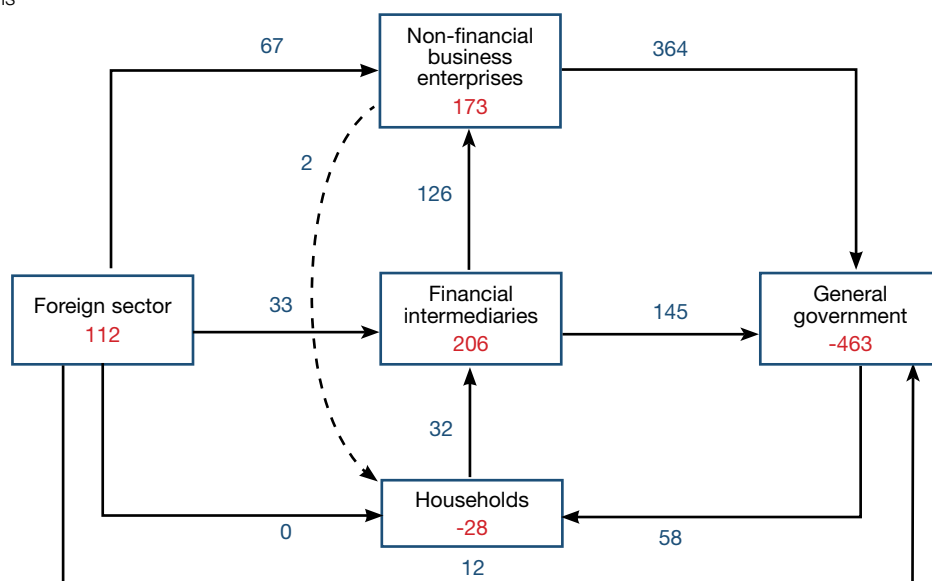 ns
67
Non-financial
business
enterprises
173
364
2
126
Foreign sector
112
33
Financial
intermediaries
206
145
General
government
-463
32
Households
-28
0
58
12